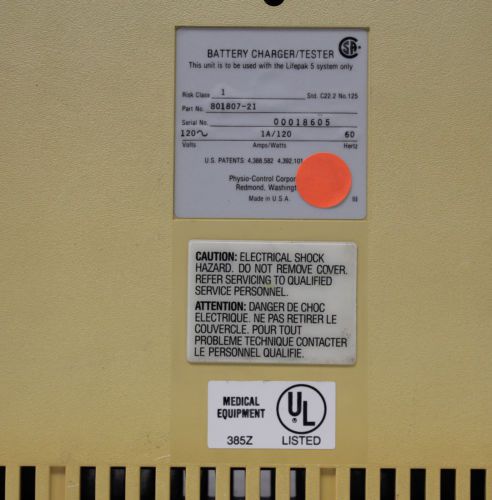 BATTERY CHARGER/TESTER
SA
This unit is to be used with the Lifepak 5 system only
Risk Class 1 Std. C22.2 No.125
Part No. 801807-21
Serial No. 00018605
120~ 1A/120 60
Volts Amps/Watts Hertz
U.S. PATENTS: 4,388,582 4,392,101
Physio-Control
Redmond,
Made in U.S.A. III
CAUTION: ELECTRICAL SHOCK
HAZARD. DO NOT REMOVE COVER.
REFER SERVICING TO QUALIFIED
SERVICE PERSONNEL.
ATTENTION: DANGER DE CHOC
ELECTRIQUE. NE PAS RETIRER LE
COUVERCLE. POUR TOUT
PROBLEME TECHNIQUE CONTACTER
LE PERSONNEL QUALIFIE.
MEDICAL
EQUIPMENT
UL
385Z LISTED